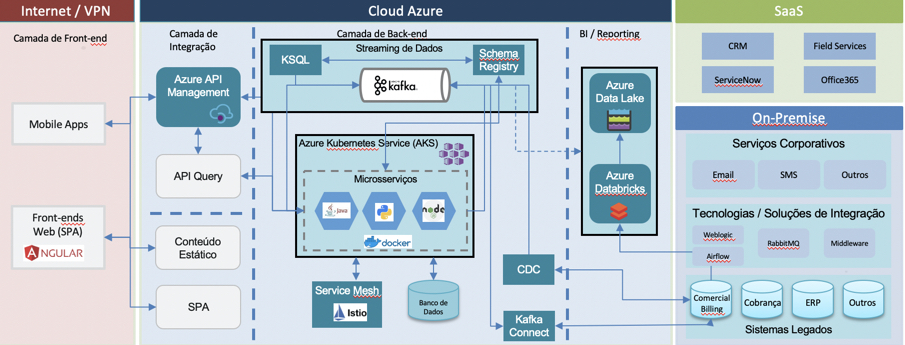 Internet / VPN
Cloud Azure
SaaS
Camada de Front-end
Camada de
Integração
Camada de Back-end
BI / Reporting
Streaming de Dados
KSQL
Schema
Registry
kafka
Azure API
Management
Mobile Apps
API Query
Azure
Data Lake
Azure
Databricks
CRM
Field Services
ServiceNow
Office365
On-Premise
Serviços Corporativos
Email
SMS
Outros
Azure Kubernetes Service (AKS)
Microsserviços
Java
node
docker
Tecnologias / Soluções de Integração
Weblogic
RabbitMQ
Middleware
Airflow
Front-ends
Web (SPA)
ANGULAR
Conteúdo
Estático
SPA
Service Mesh
Istio
Banco de
Dados
CDC
Kafka
Connect
Comercial
Billing
Cobrança
ERP
Outros
Sistemas Legados